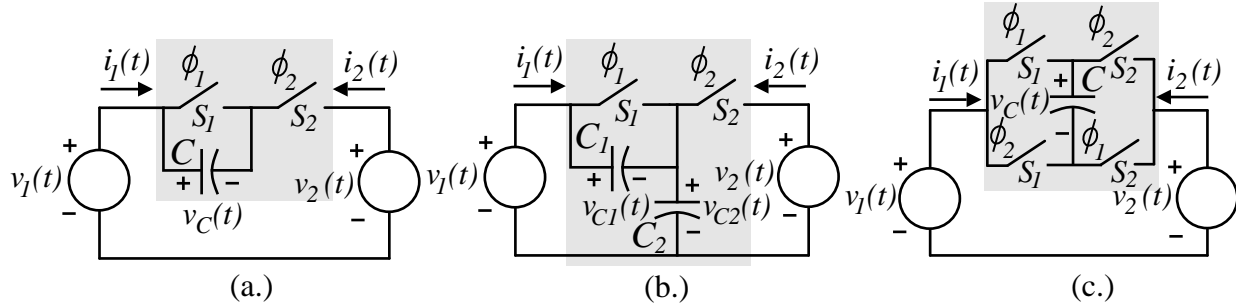 i1(t) ϕ1 ϕ2 i2(t)
S1 S2
+ C +
v1(t) + − v2(t)
− vC(t) −
(a.)
i1(t) ϕ1 ϕ2 i2(t)
S1 S2
+ C1 +
v1(t) + − + v2(t)
− vC1(t) vC2(t) −
C2 −
(b.)
ϕ1 ϕ2
i1(t) S1 + C S2 i2(t)
vC(t)
+ ϕ2 − ϕ1 +
v1(t) S1 S2 v2(t)
− −
(c.)